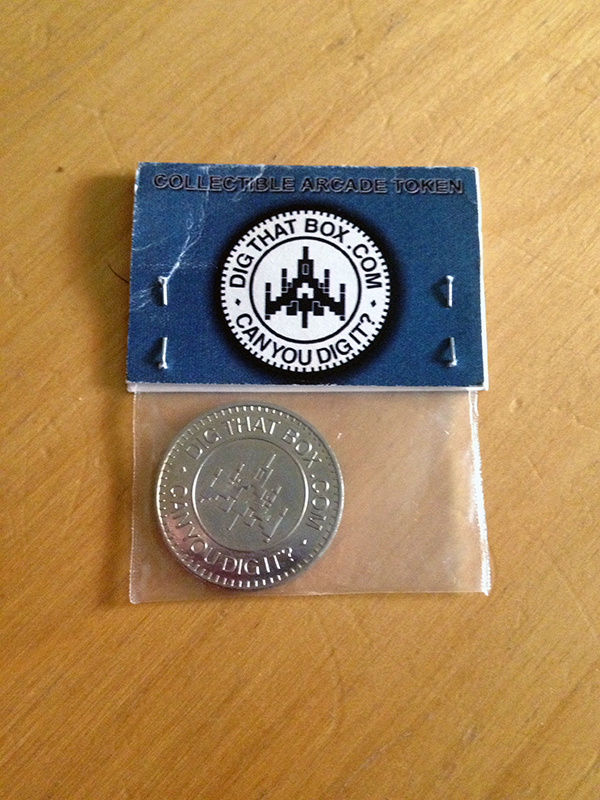 COLLECTIBLE ARCADE TOKEN
DIG THAT BOX.COM
CAN YOU DIG IT?
DIG THAT BOX.COM
CAN YOU DIG IT?